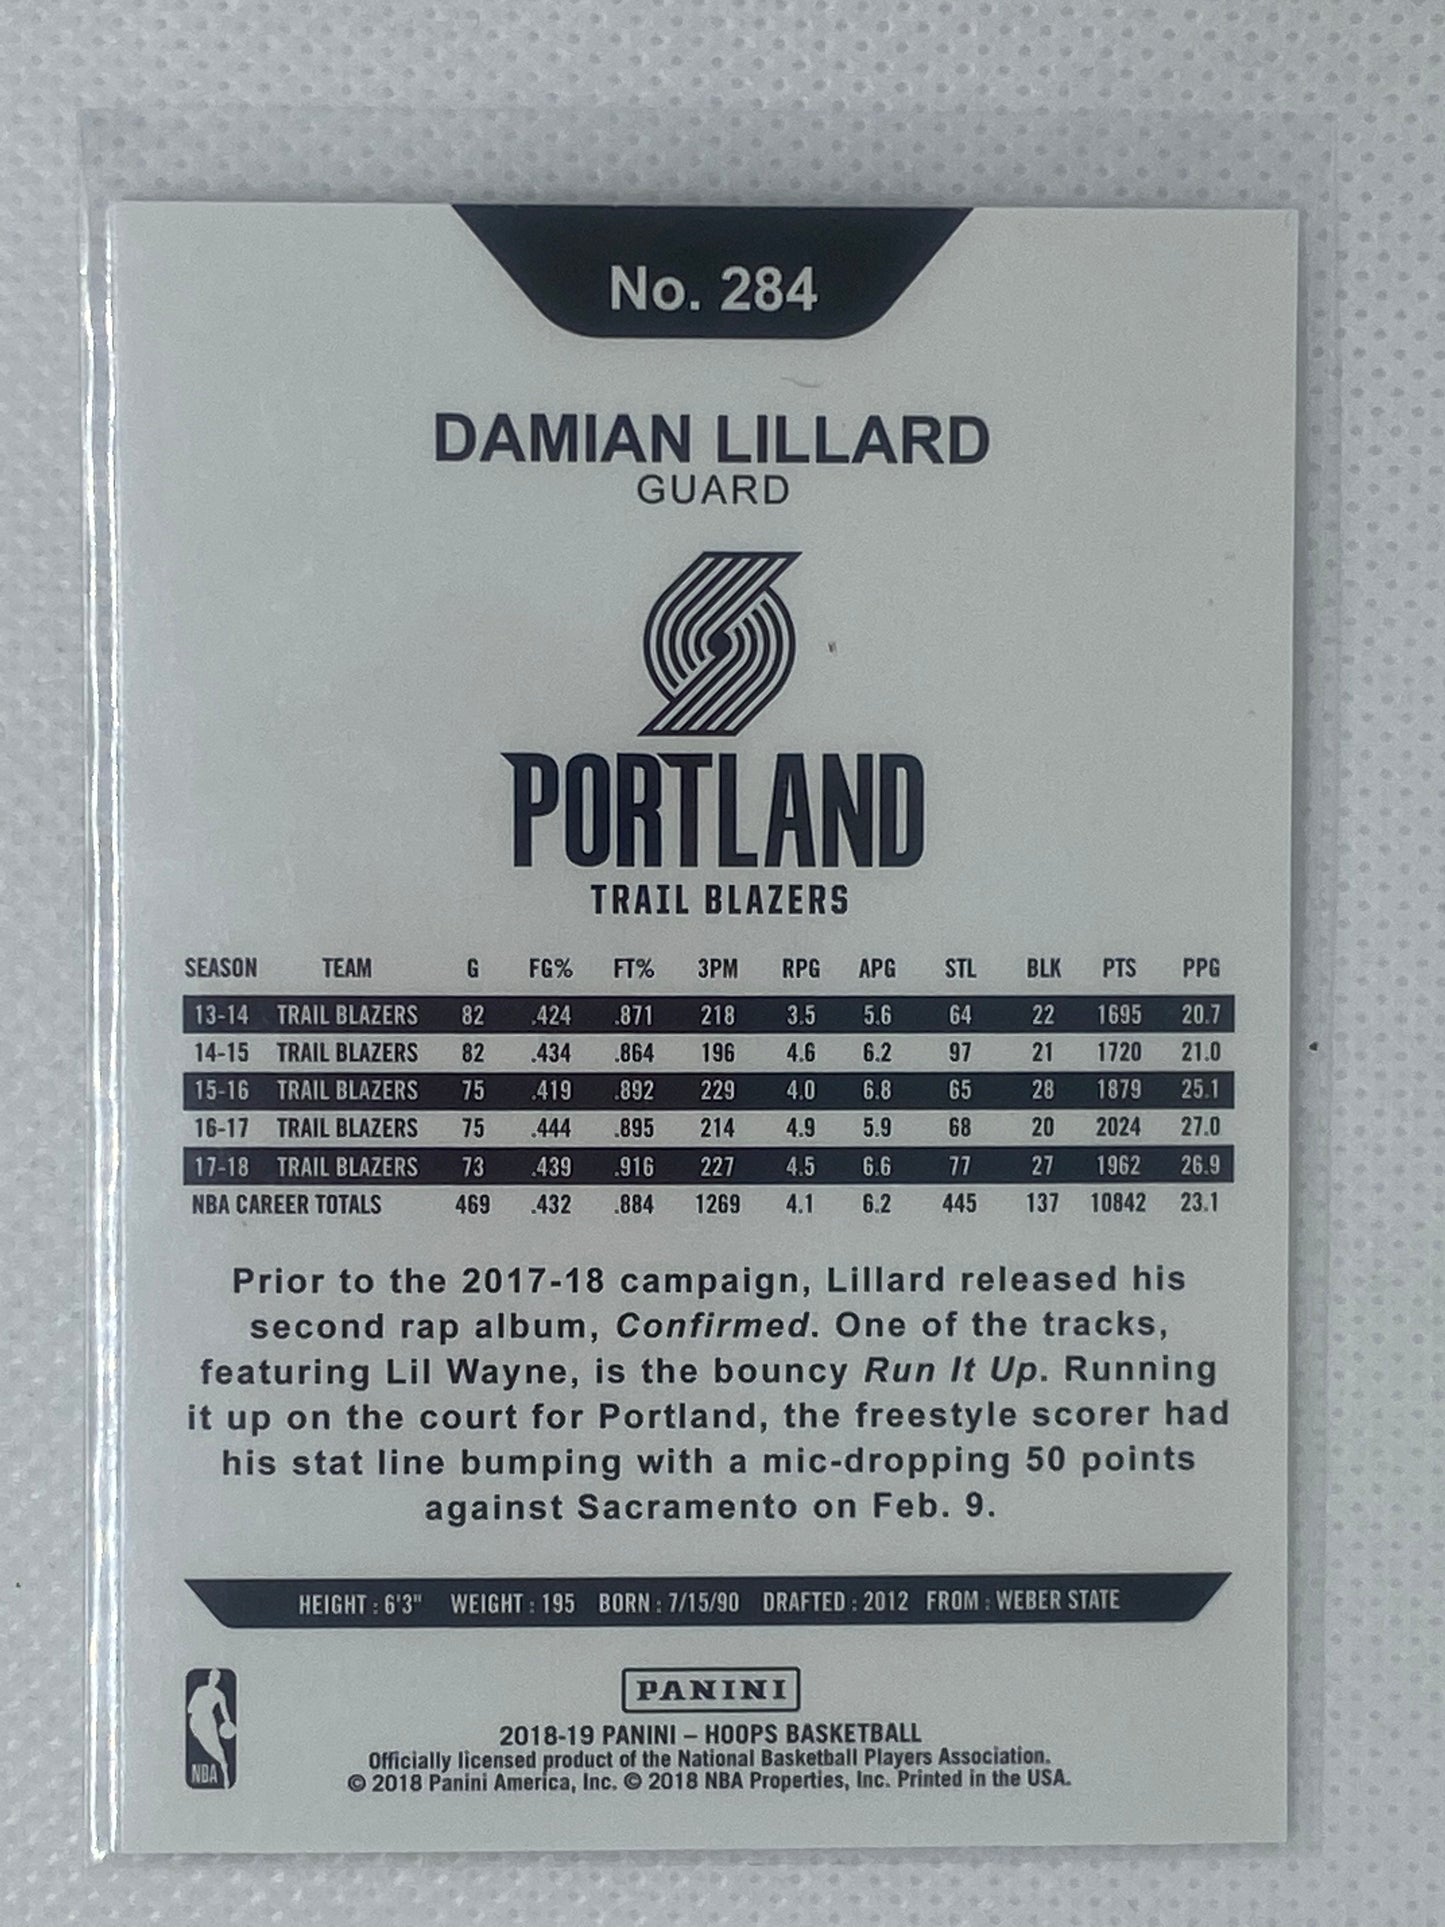 No. 284
DAMIAN LILLARD
GUARD
PORTLAND
TRAIL BLAZERS
SEASON TEAM G FG% FT% 3PM RPG APG STL BLK PTS PPG
13-14 TRAIL BLAZERS 82 .424 .871 218 3.5 5.6 64 22 1695 20.7
14-15 TRAIL BLAZERS 82 .434 .864 196 4.6 6.2 97 21 1720 21.0
15-16 TRAIL BLAZERS 75 .419 .892 229 4.0 6.8 65 28 1879 25.1
16-17 TRAIL BLAZERS 75 .444 .895 214 4.9 5.9 68 20 2024 27.0
17-18 TRAIL BLAZERS 73 .439 .916 227 4.5 6.6 77 27 1962 26.9
NBA CAREER TOTALS 469 .432 .884 1269 4.1 6.2 445 137 10842 23.1
Prior to the 2017-18 campaign, Lillard released his
second rap album, Confirmed. One of the tracks,
featuring Lil Wayne, is the bouncy Run It Up. Running
it up on the court for Portland, the freestyle scorer had
his stat line bumping with a mic-dropping 50 points
against Sacramento on Feb. 9.
HEIGHT : 6'3" WEIGHT : 195 BORN : 7/15/90 DRAFTED : 2012 FROM : WEBER STATE
NBA
PANINI
2018-19 PANINI – HOOPS BASKETBALL
Officially licensed product of the National Basketball Players Association.
© 2018 Panini America, Inc. © 2018 NBA Properties, Inc. Printed in the USA.